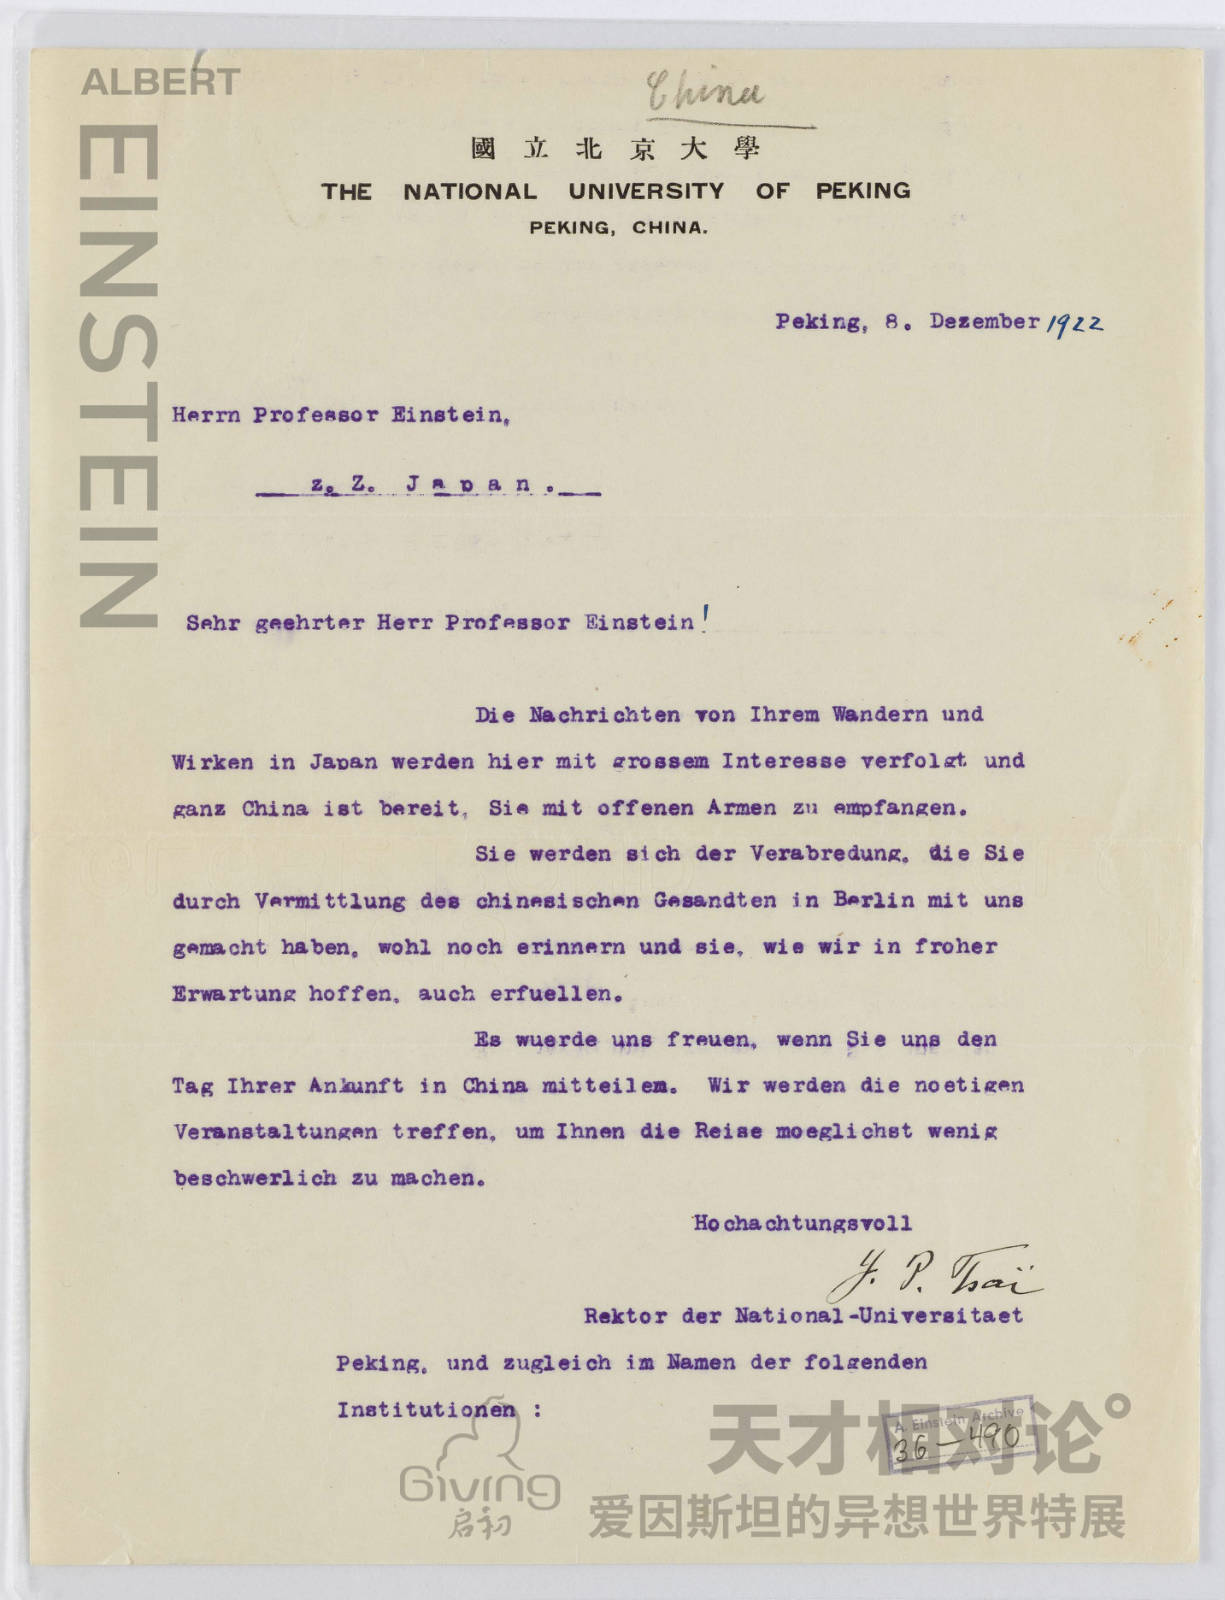 ALBERT
EINSTEIN
China
國立北京大學
THE NATIONAL UNIVERSITY OF PEKING
PEKING, CHINA.
Peking, 8. Dezember 1922
Herrn Professor Einstein,
z. Z. Japan.
Sehr geehrter Herr Professor Einstein!
Die Nachrichten von Ihrem Wandern und
Wirken in Japan werden hier mit grossem Interesse verfolgt und
ganz China ist bereit, Sie mit offenen Armen zu empfangen.
Sie werden sich der Verabredung, die Sie
durch Vermittlung des chinesischen Gesandten in Berlin mit uns
gemacht haben, wohl noch erinnern und sie, wie wir in froher
Erwartung hoffen, auch erfuellen.
Es wuerde uns freuen, wenn Sie uns den
Tag Ihrer Ankunft in China mitteilem. Wir werden die noetigen
Veranstaltungen treffen, um Ihnen die Reise moeglichst wenig
beschwerlich zu machen.
Hochachtungsvoll
Y. P. Tsaï
Rektor der National-Universitaet
Peking, und zugleich im Namen der folgenden
Institutionen :
A. Einstein Archive
36-490
天才相对论
爱因斯坦的异想世界特展
Giving
启初